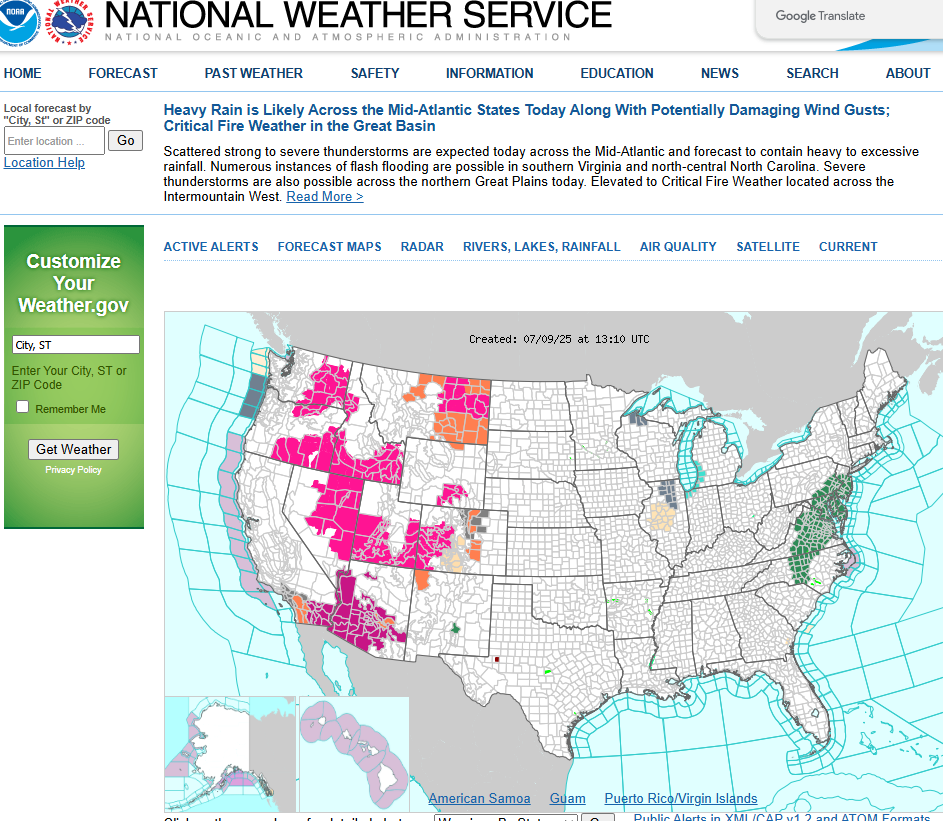 NOAA
NATIONAL WEATHER SERVICE
NATIONAL OCEANIC AND ATMOSPHERIC ADMINISTRATION
Google Translate
HOME FORECAST PAST WEATHER SAFETY INFORMATION EDUCATION NEWS SEARCH ABOUT
Local forecast by
"City, St" or ZIP code
Enter location ... Go
Location Help
Heavy Rain is Likely Across the Mid-Atlantic States Today Along With Potentially Damaging Wind Gusts;
Critical Fire Weather in the Great Basin
Scattered strong to severe thunderstorms are expected today across the Mid-Atlantic and forecast to contain heavy to excessive
rainfall. Numerous instances of flash flooding are possible in southern Virginia and north-central North Carolina. Severe
thunderstorms are also possible across the northern Great Plains today. Elevated to Critical Fire Weather located across the
Intermountain West. Read More >
Customize
Your
Weather.gov
City, ST
Enter Your City, ST or
ZIP Code
Remember Me
Get Weather
Privacy Policy
ACTIVE ALERTS FORECAST MAPS RADAR RIVERS, LAKES, RAINFALL AIR QUALITY SATELLITE CURRENT
Created: 07/09/25 at 13:10 UTC
American Samoa Guam Puerto Rico/Virgin Islands
Public Alerts in XML/CAP v1.2 and ATOM Formats